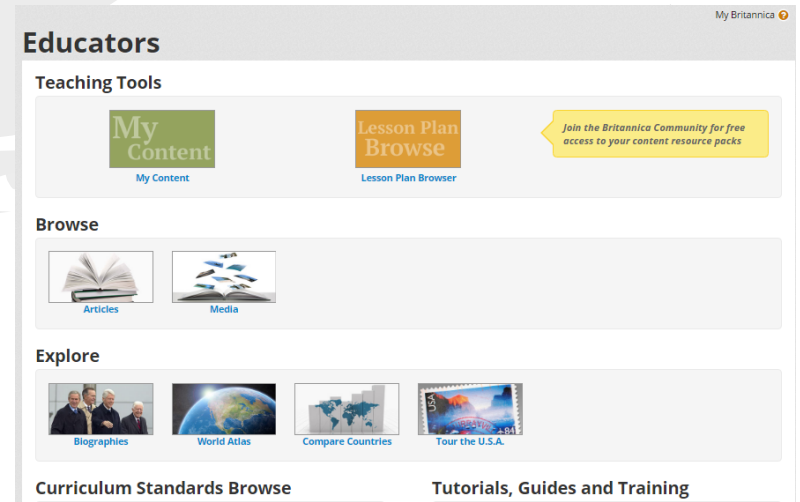 My Britannica ?
Educators
Teaching Tools
My
Content
Lesson Plan
Browse
Join the Britannica Community for free
access to your content resource packs
My Content
Lesson Plan Browser
Browse
Articles
Media
Explore
USA
84
Biographies
World Atlas
Compare Countries
Tour the U.S.A.
Curriculum Standards Browse
Tutorials, Guides and Training